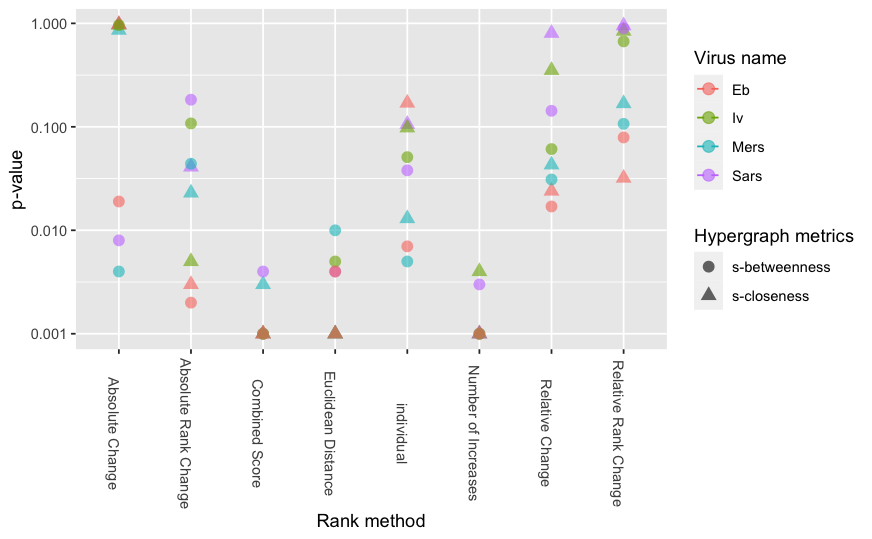 1.000
0.100
0.010
0.001
p-value
Absolute Change
Absolute Rank Change
Combined Score
Euclidean Distance
individual
Number of Increases
Relative Change
Relative Rank Change
Rank method
Virus name
Eb
Iv
Mers
Sars
Hypergraph metrics
s-betweenness
s-closeness